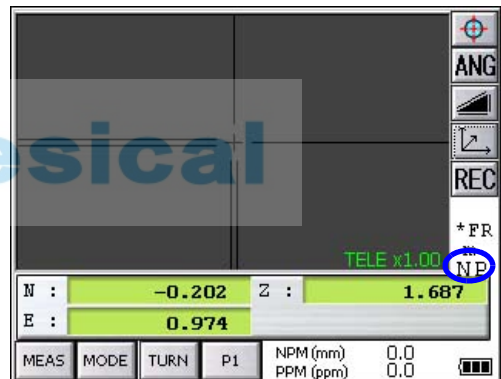 ANG
esical
REC
*FR
m
TELE x1.00
NP
N : -0.202 Z : 1.687
E : 0.974
MEAS MODE TURN P1 NPM (mm) 0.0
PPM (ppm) 0.0